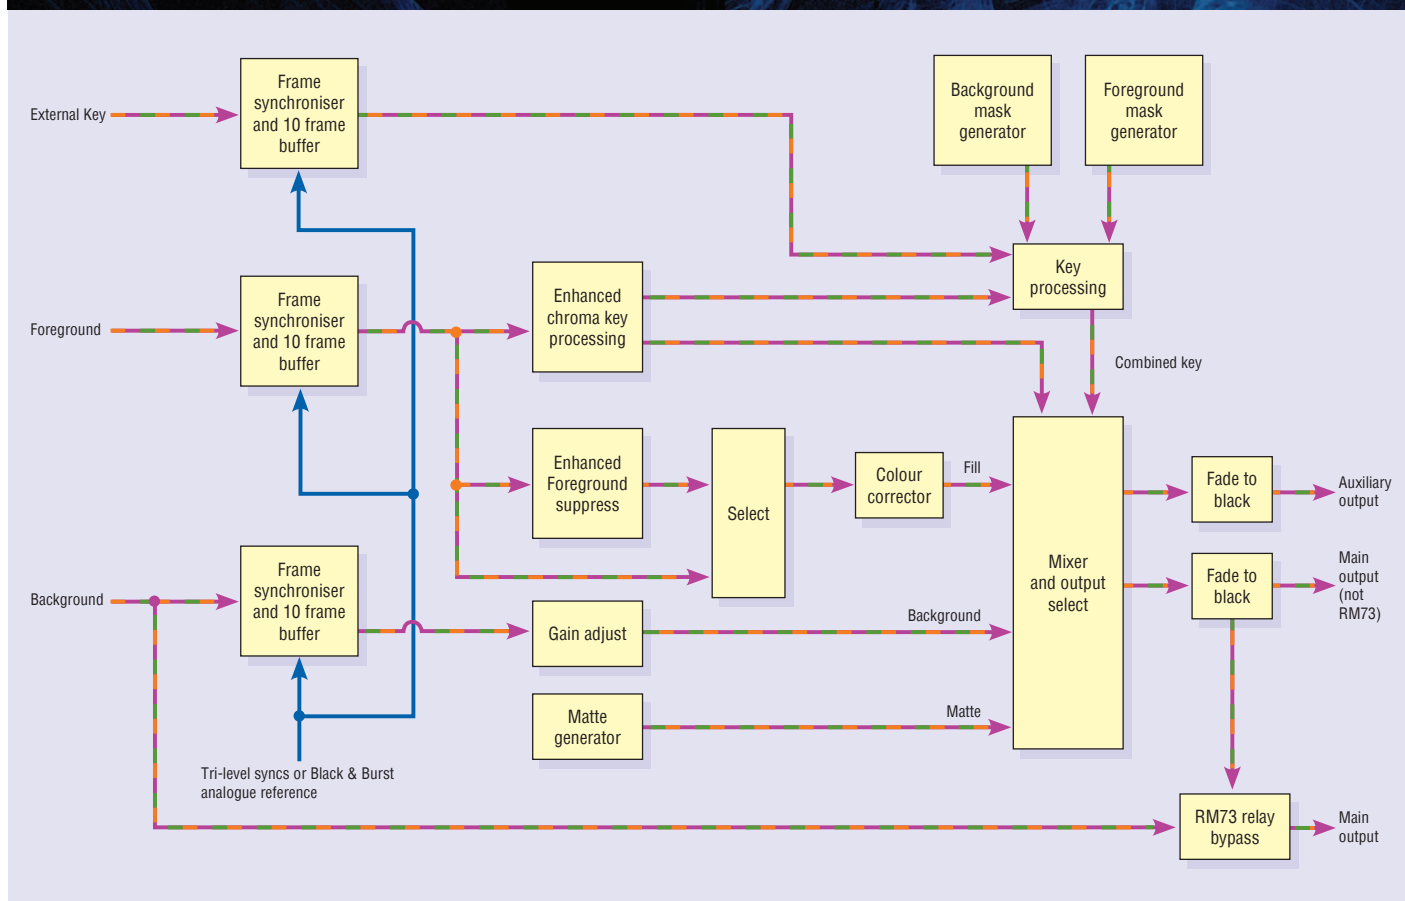 External Key
Frame
synchroniser
and 10 frame
buffer
Background
mask
generator
Foreground
mask
generator
Key
processing
Foreground
Frame
synchroniser
and 10 frame
buffer
Enhanced
chroma key
processing
Combined key
Enhanced
Foreground
suppress
Select
Colour
corrector
Fill
Mixer
and output
select
Fade to
black
Auxiliary
output
Fade to
black
Main
output
(not
RM73)
Background
Frame
synchroniser
and 10 frame
buffer
Gain adjust
Background
Matte
generator
Matte
Tri-level syncs or Black & Burst
analogue reference
RM73 relay
bypass
Main
output